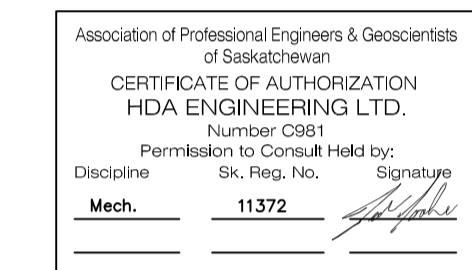 Association of Professional Engineers & Geoscientists
of Saskatchewan
CERTIFICATE OF AUTHORIZATION
HDA ENGINEERING LTD.
Number C981
Permission to Consult Held by:
Discipline Sk. Reg. No. Signature
Mech. 11372